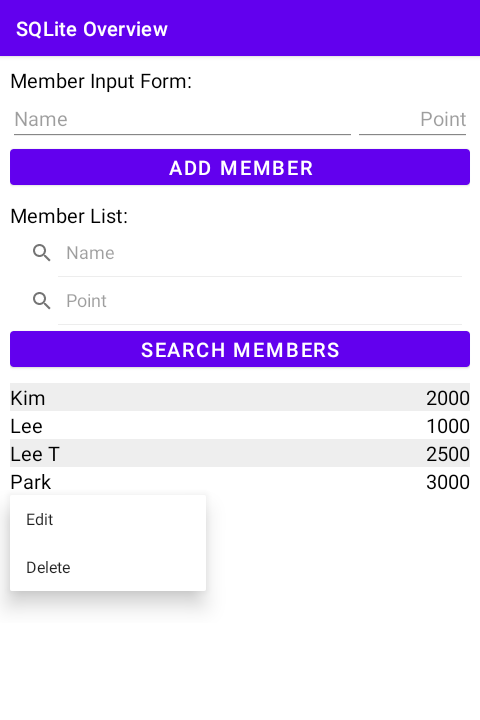 SQLite Overview
Member Input Form:
Name Point
ADD MEMBER
Member List:
Name
Point
SEARCH MEMBERS
Kim 2000
Lee 1000
Lee T 2500
Park 3000
Edit
Delete